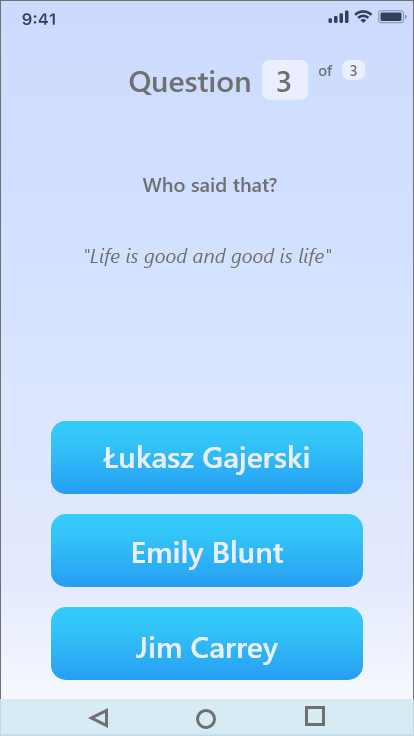 9:41
Question 3 of 3
Who said that?
"Life is good and good is life"
Łukasz Gajerski
Emily Blunt
Jim Carrey